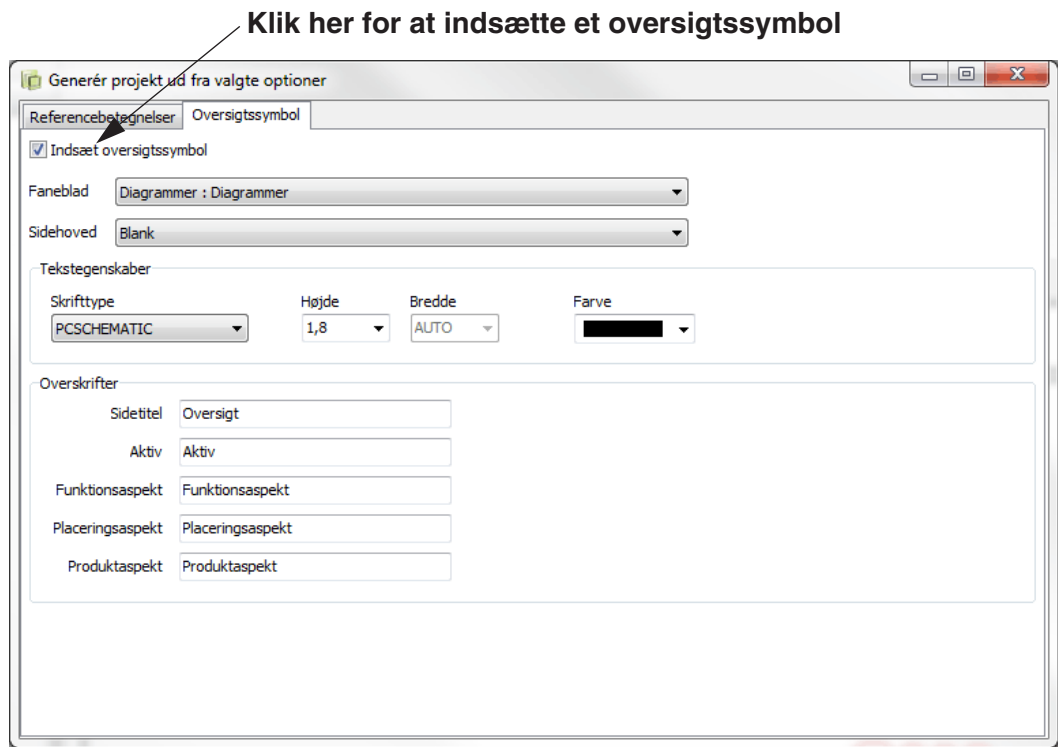 Klik her for at indsætte et oversigtssymbol
Generér projekt ud fra valgte optioner
Referencebetegnelser Oversigtssymbol
Indsæt oversigtssymbol
Faneblad Diagrammer : Diagrammer
Sidehoved Blank
Tekstegenskaber
Skrifttype Højde Bredde Farve
PCSCHEMATIC 1,8 AUTO
Overskrifter
Sidetitel Oversigt
Aktiv Aktiv
Funktionsaspekt Funktionsaspekt
Placeringsaspekt Placeringsaspekt
Produktaspekt Produktaspekt